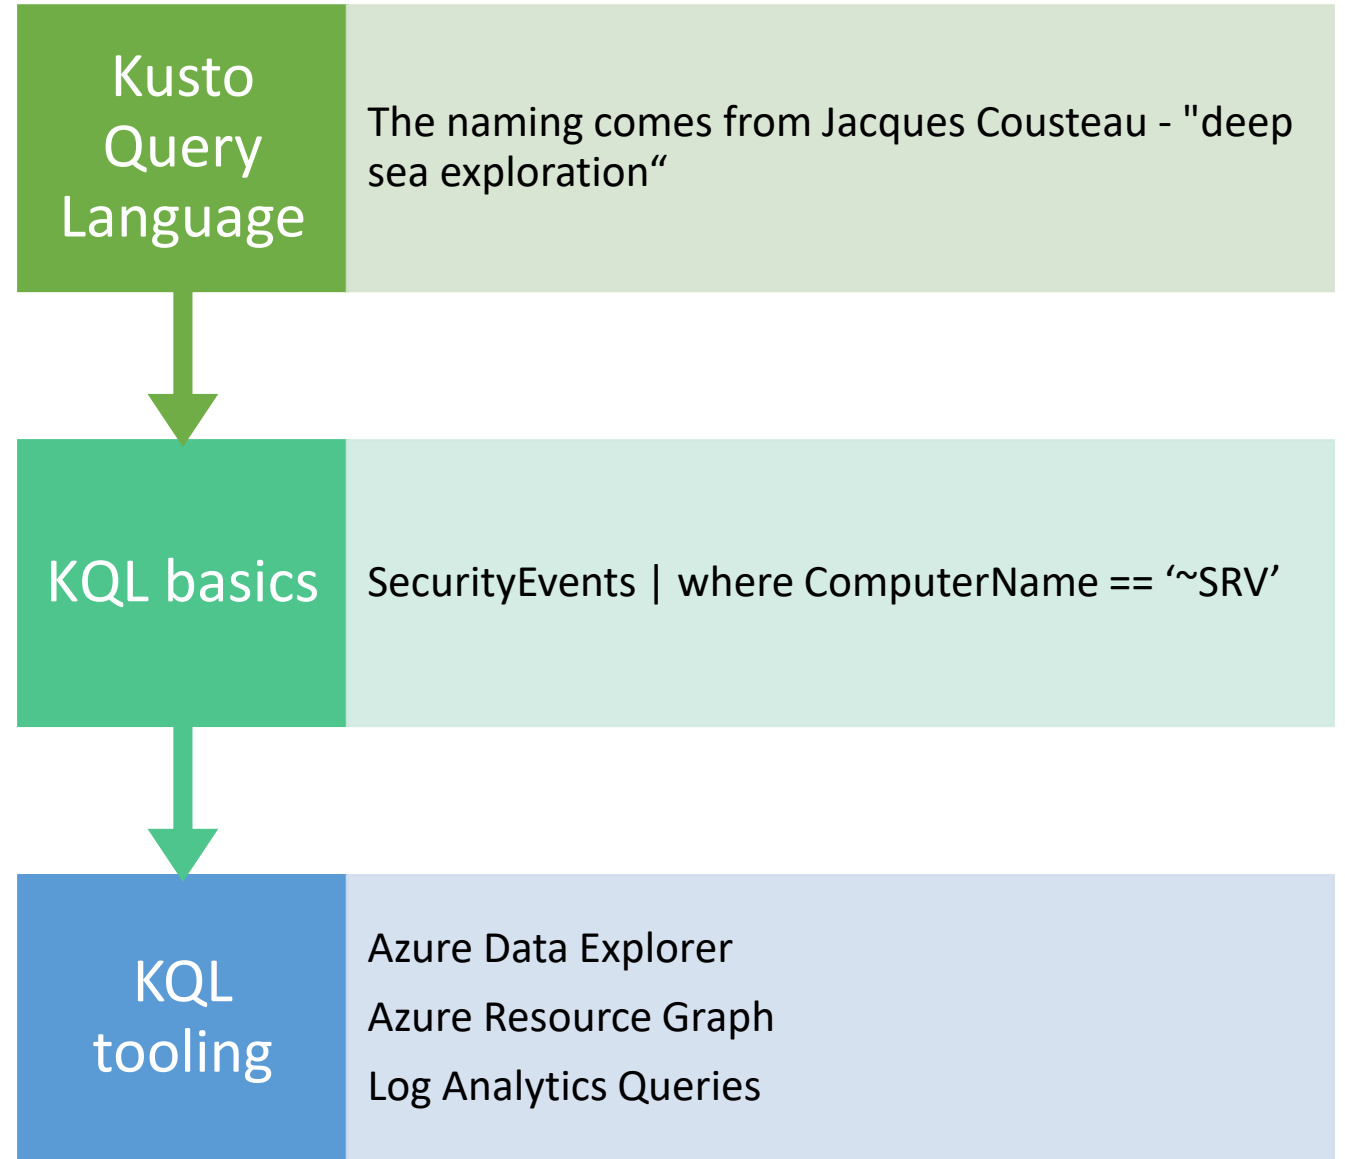 Kusto
Query
Language
The naming comes from Jacques Cousteau - "deep
sea exploration“
KQL basics
SecurityEvents | where ComputerName == ‘~SRV’
KQL
tooling
Azure Data Explorer
Azure Resource Graph
Log Analytics Queries